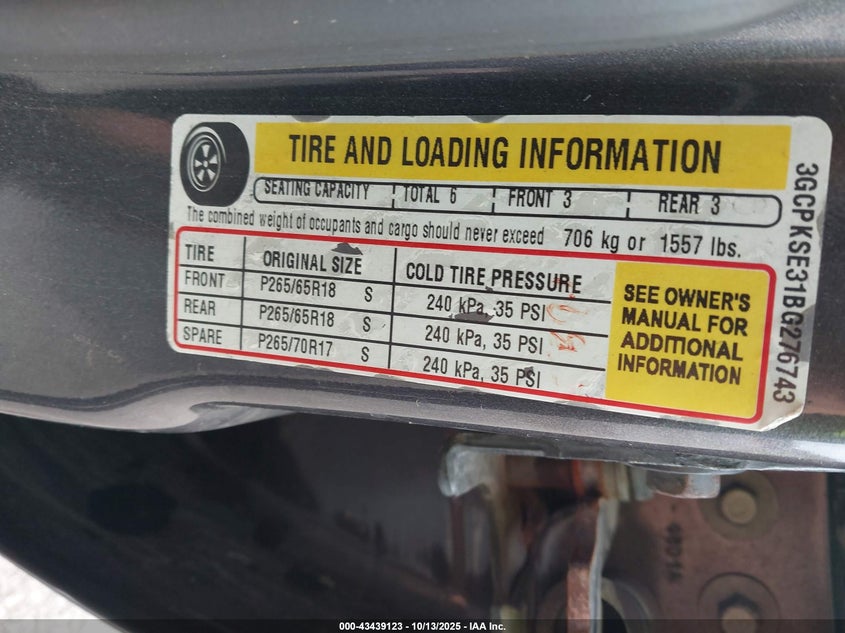 TIRE AND LOADING INFORMATION
SEATING CAPACITY TOTAL 6 FRONT 3 REAR 3
The combined weight of occupants and cargo should never exceed 706 kg or 1557 lbs.
TIRE ORIGINAL SIZE COLD TIRE PRESSURE
FRONT P265/65R18 S 240 kPa, 35 PSI
REAR P265/65R18 S 240 kPa, 35 PSI
SPARE P265/70R17 S 240 kPa, 35 PSI
SEE OWNER'S
MANUAL FOR
ADDITIONAL
INFORMATION
3GCPKSE31BG276743
000-43439123 - 10/13/2025 - IAA Inc.